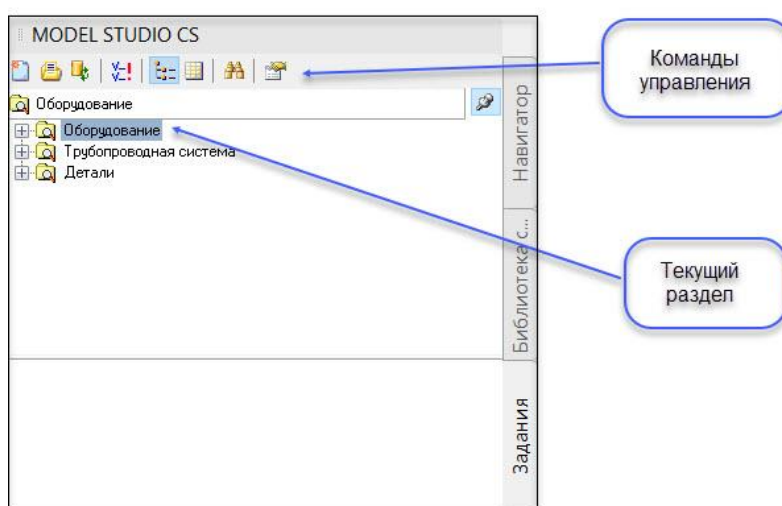 MODEL STUDIO CS
Команды
управления
Оборудование
Оборудование
Трубопроводная система
Детали
Навигатор
Библиотека с...
Задания
Текущий
раздел